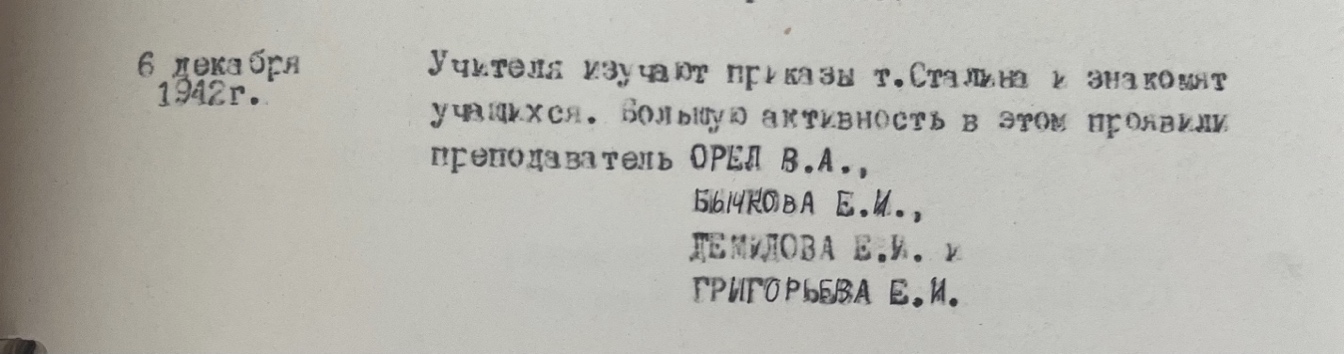 6 декабря
1942г.
Учителя изучают приказы т.Сталина и знакомят
учащихся. Большую активность в этом проявили
преподаватель ОРЕЛ В.А.,
БЫЧКОВА Е.И.,
ДЕМИДОВА Е.И. и
ГРИГОРЬЕВА Е.И.